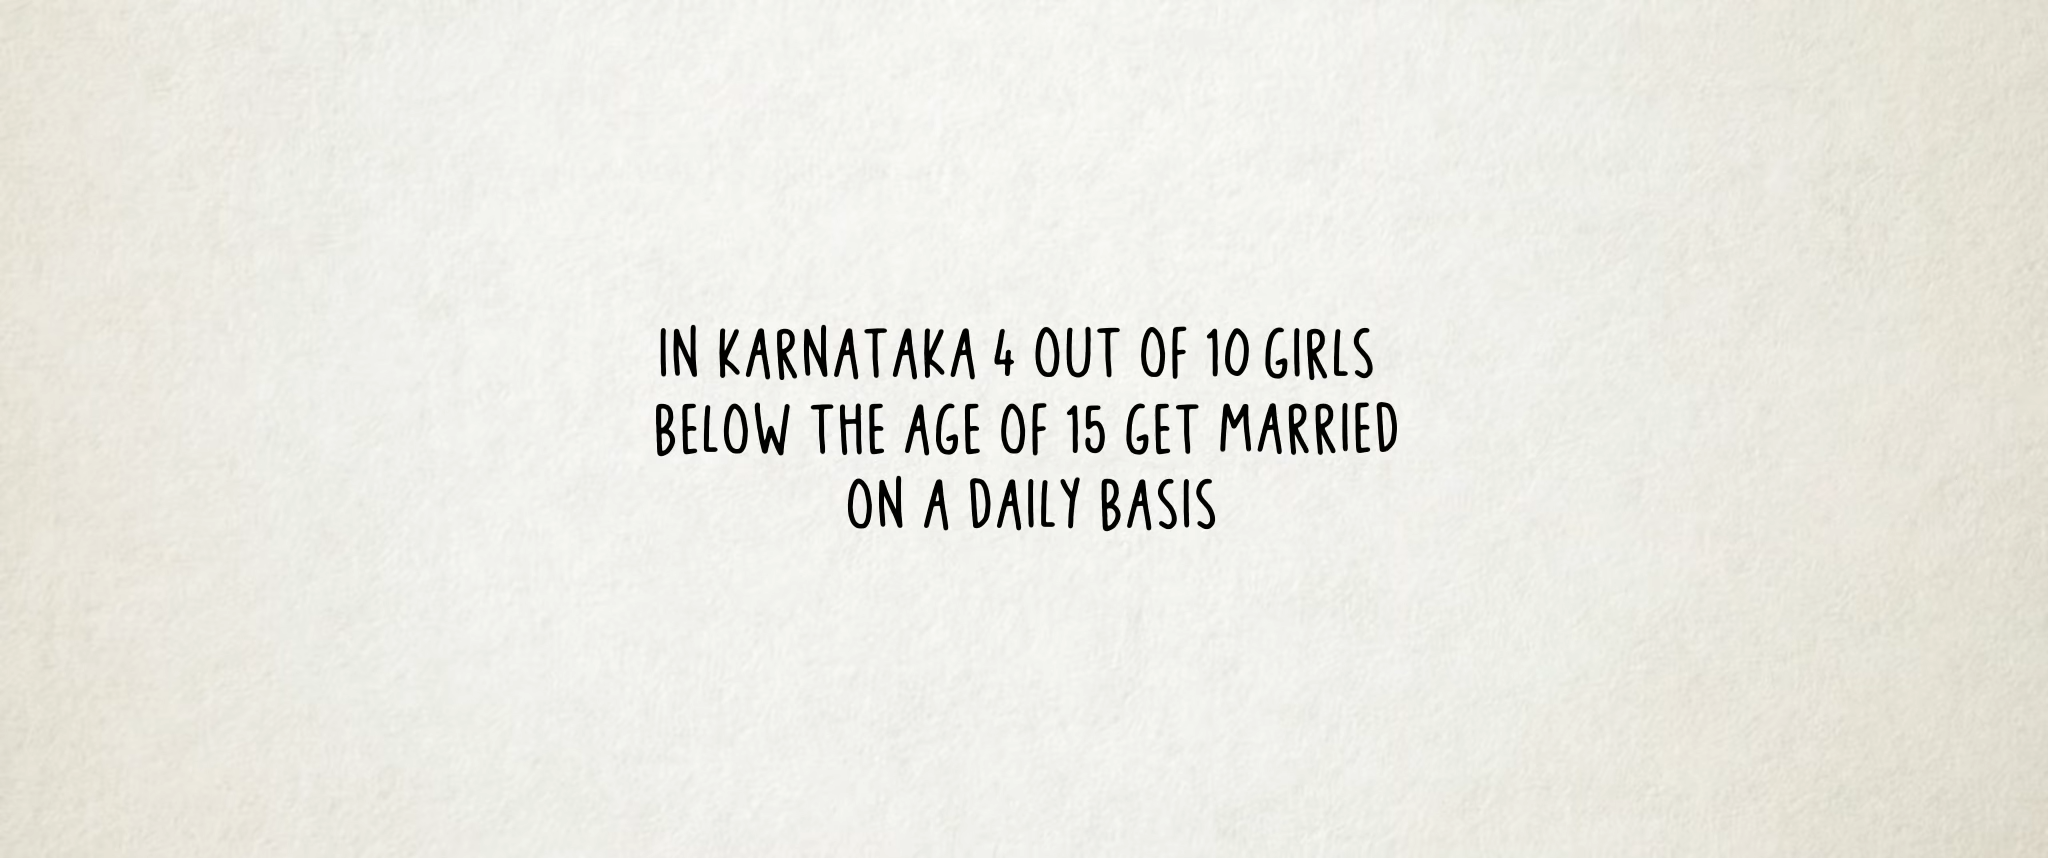 IN KARNATAKA 4 OUT OF 10 GIRLS
BELOW THE AGE OF 15 GET MARRIED
ON A DAILY BASIS